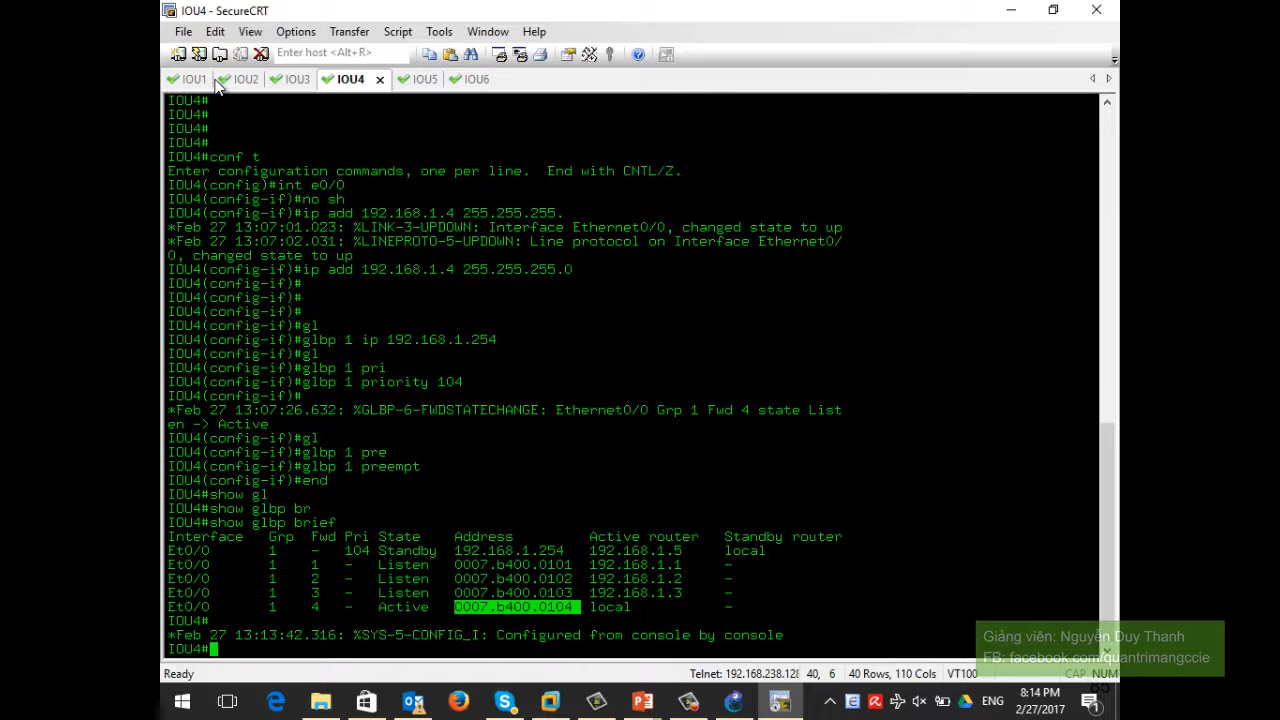 IOU4 - SecureCRT
File Edit View Options Transfer Script Tools Window Help
Enter host <Alt+R>
IOU1 IOU2 IOU3 IOU4 IOU5 IOU6
IOU4#
IOU4#
IOU4#
IOU4#
IOU4#conf t
Enter configuration commands, one per line.  End with CNTL/Z.
IOU4(config)#int e0/0
IOU4(config-if)#no sh
IOU4(config-if)#ip add 192.168.1.4 255.255.255.
*Feb 27 13:07:01.023: %LINK-3-UPDOWN: Interface Ethernet0/0, changed state to up
*Feb 27 13:07:02.031: %LINEPROTO-5-UPDOWN: Line protocol on Interface Ethernet0/
0, changed state to up
IOU4(config-if)#ip add 192.168.1.4 255.255.255.0
IOU4(config-if)#
IOU4(config-if)#
IOU4(config-if)#
IOU4(config-if)#gl
IOU4(config-if)#glbp 1 ip 192.168.1.254
IOU4(config-if)#gl
IOU4(config-if)#glbp 1 pri
IOU4(config-if)#glbp 1 priority 104
IOU4(config-if)#
*Feb 27 13:07:26.632: %GLBP-6-FWDSTATECHANGE: Ethernet0/0 Grp 1 Fwd 4 state List
en -> Active
IOU4(config-if)#gl
IOU4(config-if)#glbp 1 pre
IOU4(config-if)#glbp 1 preempt
IOU4(config-if)#end
IOU4#show gl
IOU4#show glbp br
IOU4#show glbp brief
Interface Grp Fwd Pri State Address Active router Standby router
Et0/0 1 - 104 Standby 192.168.1.254 192.168.1.5 local
Et0/0 1 1 - Listen 0007.b400.0101 192.168.1.1 -
Et0/0 1 2 - Listen 0007.b400.0102 192.168.1.2 -
Et0/0 1 3 - Listen 0007.b400.0103 192.168.1.3 -
Et0/0 1 4 - Active 0007.b400.0104 local -
IOU4#
*Feb 27 13:13:42.316: %SYS-5-CONFIG_I: Configured from console by console
IOU4#
Giảng viên: Nguyễn Duy Thanh
FB: facebook.com/quantrimangccie
Ready Telnet: 192.168.238.128 40, 6 40 Rows, 110 Cols VT100 CAP NUM
ENG 8:14 PM
2/27/2017